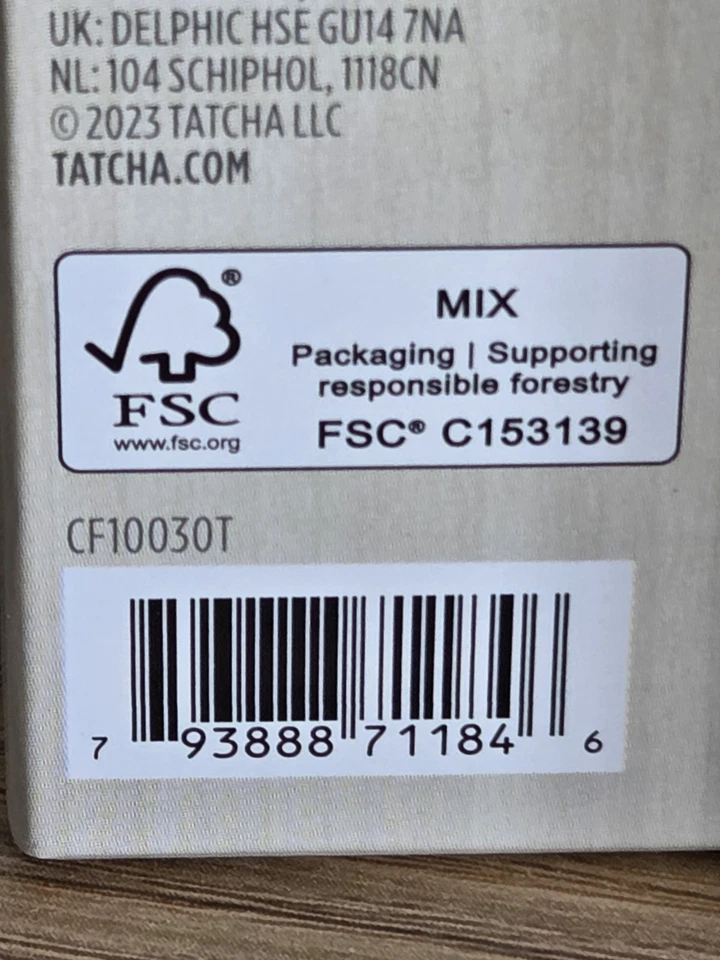 UK: DELPHIC HSE GU14 7NA
NL: 104 SCHIPHOL, 1118CN
© 2023 TATCHA LLC
TATCHA.COM
®
FSC
www.fsc.org
MIX
Packaging | Supporting
responsible forestry
FSC® C153139
CF10030T
7 93888 71184 6